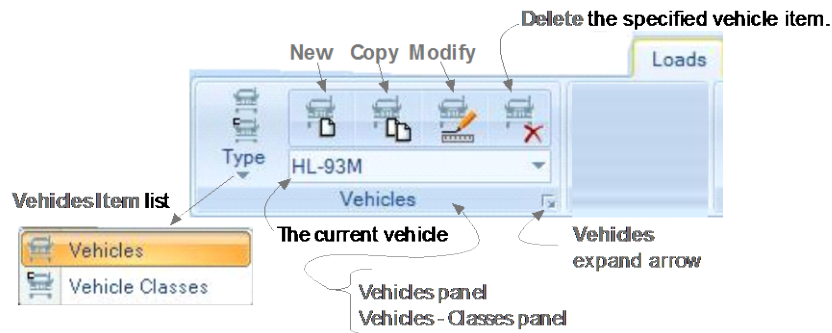 Delete the specified vehicle item.
New Copy Modify
Loads
Type
HL-93M
Vehicles
Vehicles Item list
The current vehicle
Vehicles
expand arrow
Vehicles
Vehicle Classes
Vehicles panel
Vehicles - Classes panel